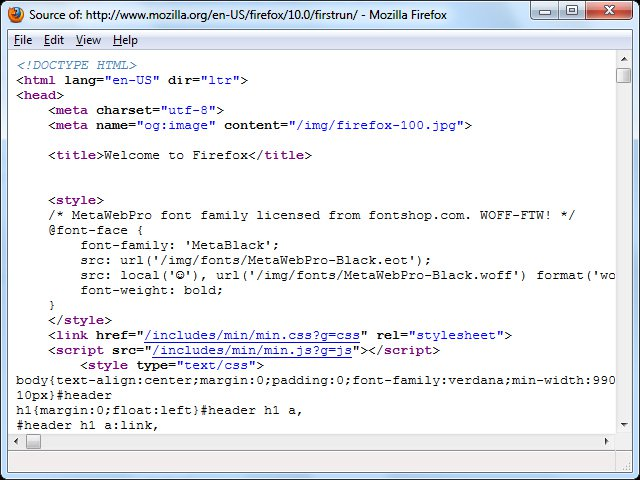 Source of: http://www.mozilla.org/en-US/firefox/10.0/firstrun/ - Mozilla Firefox
File Edit View Help
<!DOCTYPE HTML>
<html lang="en-US" dir="ltr">
<head>
    <meta charset="utf-8">
    <meta name="og:image" content="/img/firefox-100.jpg">
    <title>Welcome to Firefox</title>
    <style>
    /* MetaWebPro font family licensed from fontshop.com. WOFF-FTW! */
    @font-face {
        font-family: 'MetaBlack';
        src: url('/img/fonts/MetaWebPro-Black.eot');
        src: local('☺'), url('/img/fonts/MetaWebPro-Black.woff') format('wo
        font-weight: bold;
    }
    </style>
    <link href="/includes/min/min.css?g=css" rel="stylesheet">
    <script src="/includes/min/min.js?g=js"></script>
        <style type="text/css">
body{text-align:center;margin:0;padding:0;font-family:verdana;min-width:990
10px}#header
h1{margin:0;float:left}#header h1 a,
#header h1 a:link,